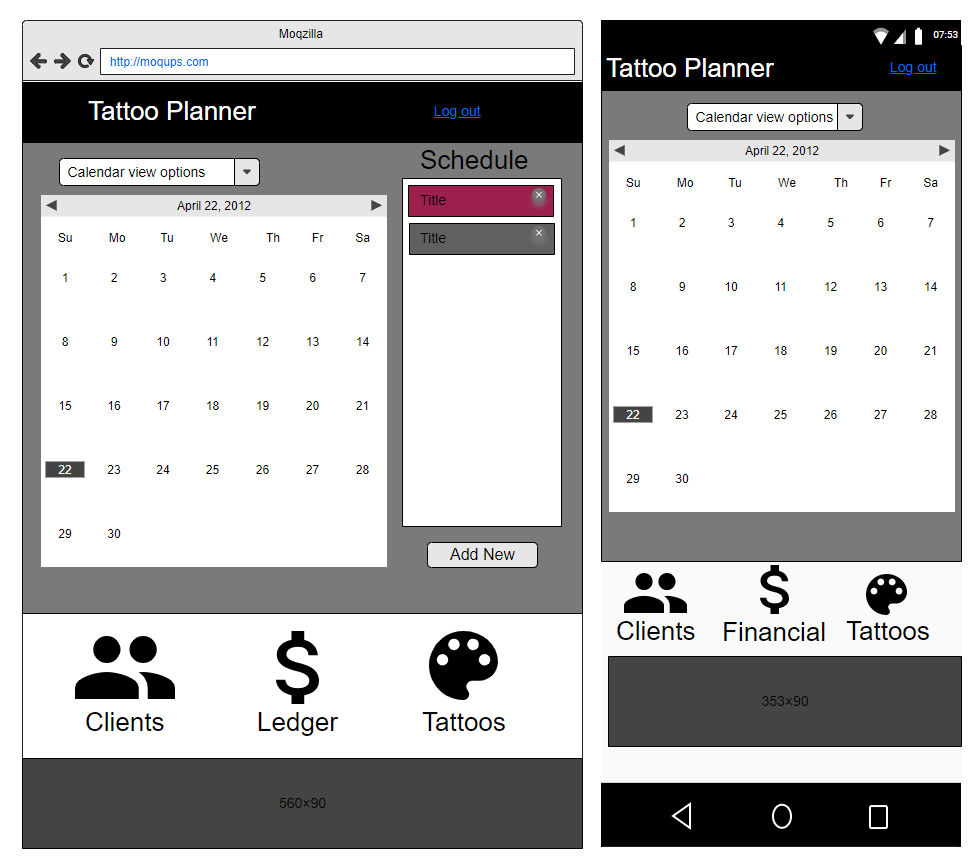 Moqzilla
http://moqups.com
Tattoo Planner
Log out
Calendar view options
April 22, 2012
Su Mo Tu We Th Fr Sa
1 2 3 4 5 6 7
8 9 10 11 12 13 14
15 16 17 18 19 20 21
22 23 24 25 26 27 28
29 30
Schedule
Title
Title
Add New
Clients
Ledger
Tattoos
560×90
07:53
Tattoo Planner
Log out
Calendar view options
April 22, 2012
Su Mo Tu We Th Fr Sa
1 2 3 4 5 6 7
8 9 10 11 12 13 14
15 16 17 18 19 20 21
22 23 24 25 26 27 28
29 30
Clients
Financial
Tattoos
353×90